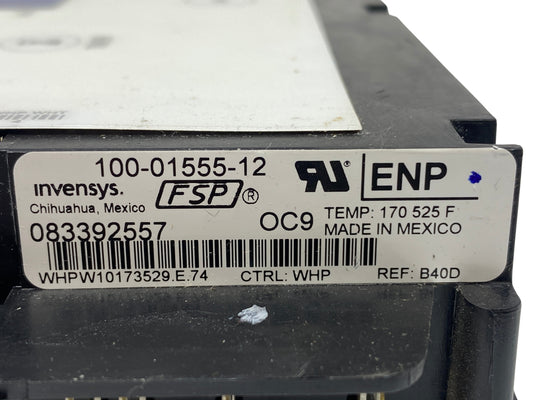 100-01555-12
invensys. FSP®
Chihuahua, Mexico
ENP
083392557
OC9
TEMP: 170 525 F
MADE IN MEXICO
WHPW10173529.E.74 CTRL: WHP REF: B40D